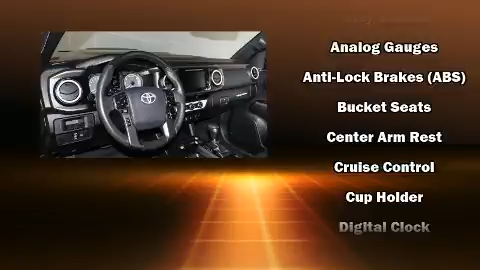 Analog Gauges
Anti-Lock Brakes (ABS)
Bucket Seats
Center Arm Rest
Cruise Control
Cup Holder
Digital Clock